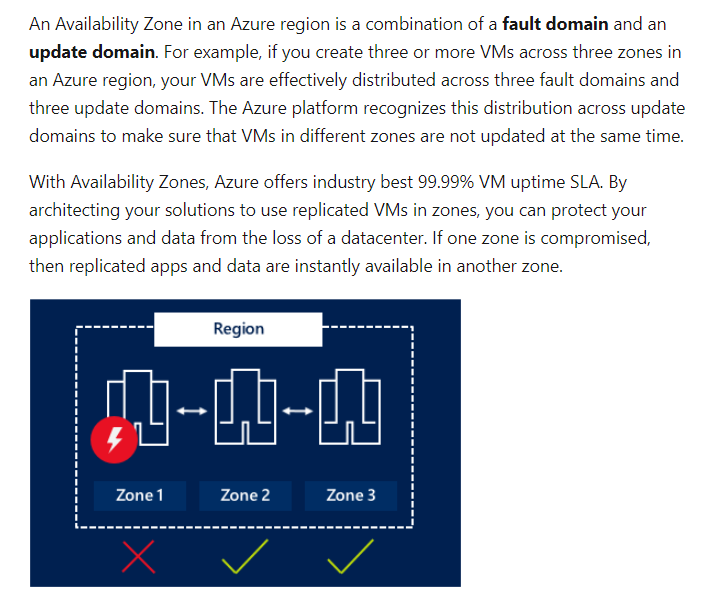 An Availability Zone in an Azure region is a combination of a fault domain and an
update domain. For example, if you create three or more VMs across three zones in
an Azure region, your VMs are effectively distributed across three fault domains and
three update domains. The Azure platform recognizes this distribution across update
domains to make sure that VMs in different zones are not updated at the same time.
With Availability Zones, Azure offers industry best 99.99% VM uptime SLA. By
architecting your solutions to use replicated VMs in zones, you can protect your
applications and data from the loss of a datacenter. If one zone is compromised,
then replicated apps and data are instantly available in another zone.
Region
Zone 1
Zone 2
Zone 3